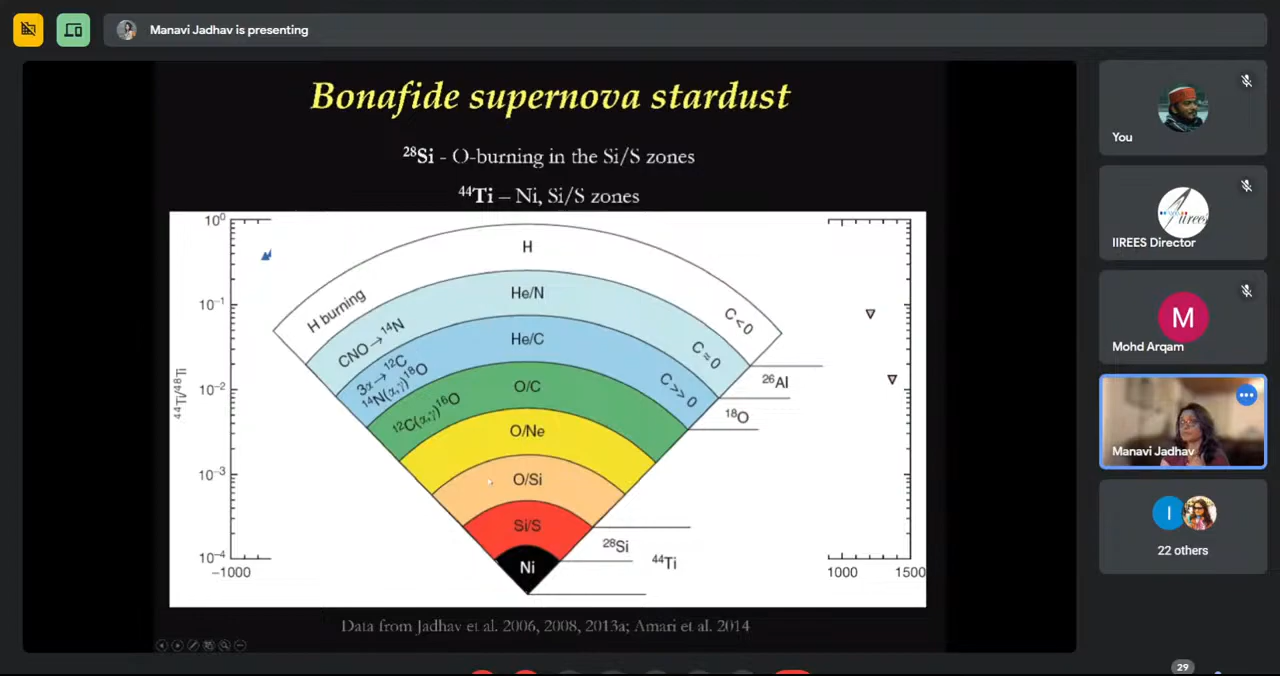 Manavi Jadhav is presenting
Bonafide supernova stardust
²⁸Si - O-burning in the Si/S zones
⁴⁴Ti – Ni, Si/S zones
10⁰
10⁻¹
10⁻²
10⁻³
10⁻⁴
⁴⁴Ti/⁴⁸Ti
−1000
1000
1500
H
He/N
He/C
O/C
O/Ne
O/Si
Si/S
Ni
H burning
CNO → ¹⁴N
3α → ¹²C
¹⁴N(α,γ)¹⁸O
¹²C(α,γ)¹⁶O
C < 0
C ≈ 0
C >> 0
²⁶Al
¹⁸O
²⁸Si
⁴⁴Ti
Data from Jadhav et al. 2006, 2008, 2013a; Amari et al. 2014
You
IIREES Director
Mohd Arqam
M
Manavi Jadhav
I
22 others
29